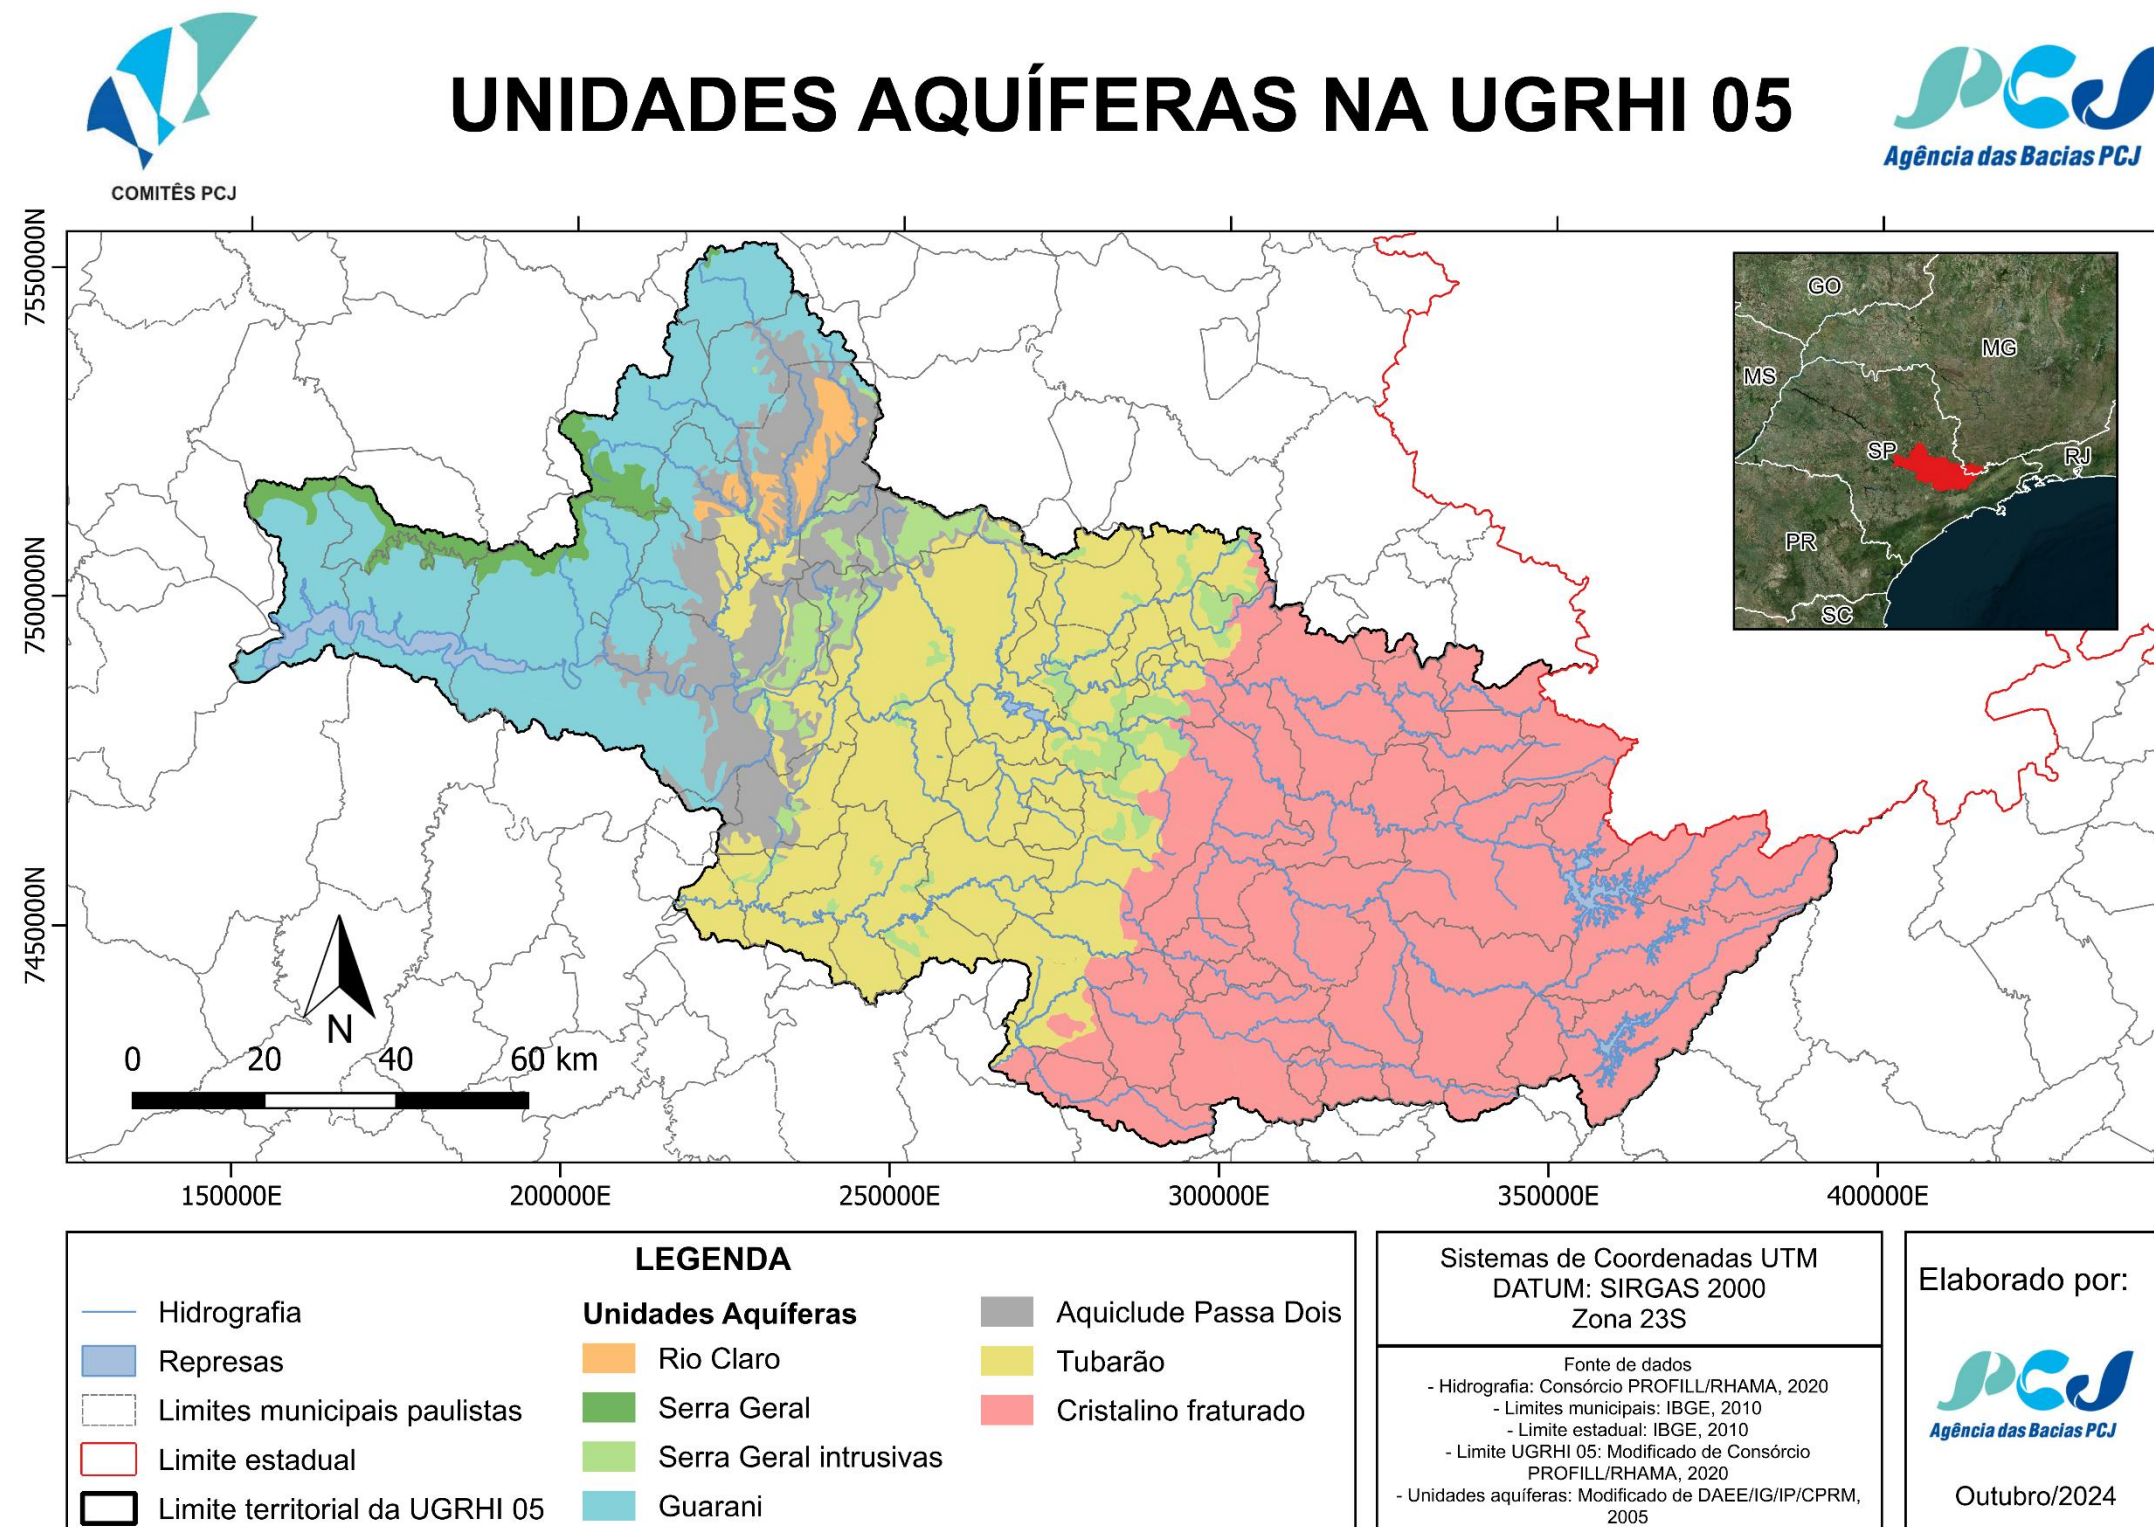 COMITÊS PCJ
UNIDADES AQUÍFERAS NA UGRHI 05
PCJ
Agência das Bacias PCJ
7550000N
7500000N
7450000N
GO
MG
MS
SP
RJ
PR
SC
N
0 20 40 60 km
150000E 200000E 250000E 300000E 350000E 400000E
LEGENDA
Hidrografia
Represas
Limites municipais paulistas
Limite estadual
Limite territorial da UGRHI 05
Unidades Aquíferas
Rio Claro
Serra Geral
Serra Geral intrusivas
Guarani
Aquiclude Passa Dois
Tubarão
Cristalino fraturado
Sistemas de Coordenadas UTM
DATUM: SIRGAS 2000
Zona 23S
Fonte de dados
- Hidrografia: Consórcio PROFILL/RHAMA, 2020
- Limites municipais: IBGE, 2010
- Limite estadual: IBGE, 2010
- Limite UGRHI 05: Modificado de Consórcio
PROFILL/RHAMA, 2020
- Unidades aquíferas: Modificado de DAEE/IG/IP/CPRM,
2005
Elaborado por:
PCJ
Agência das Bacias PCJ
Outubro/2024